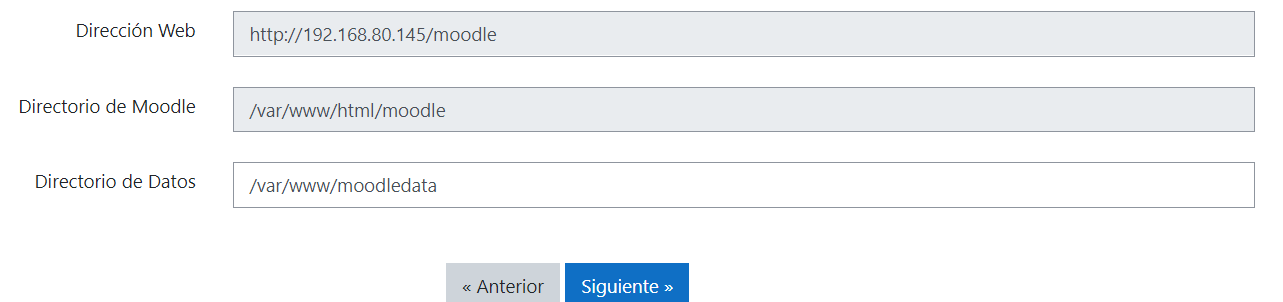 Dirección Web http://192.168.80.145/moodle
Directorio de Moodle /var/www/html/moodle
Directorio de Datos /var/www/moodledata
« Anterior Siguiente »